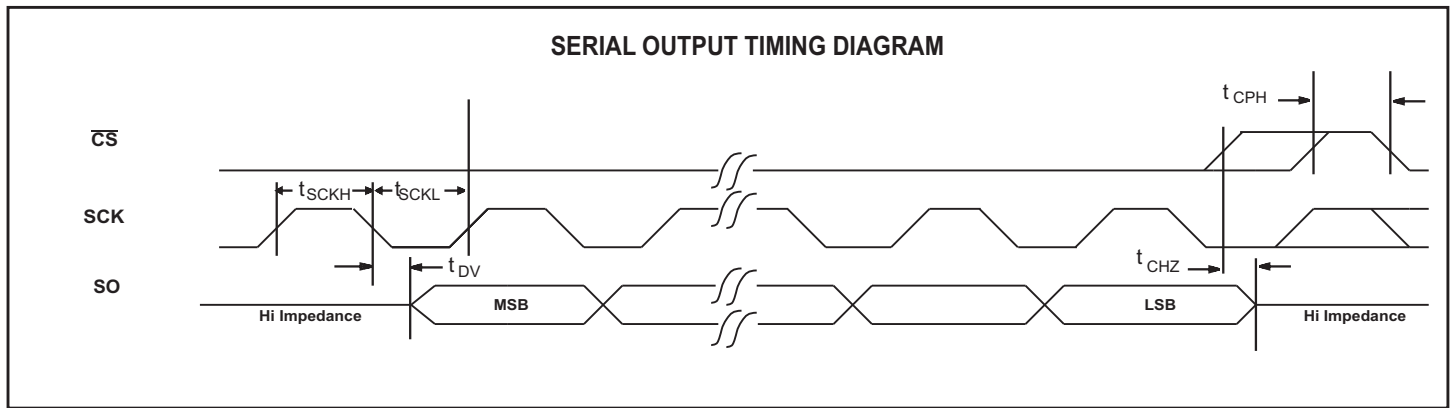 SERIAL OUTPUT TIMING DIAGRAM
t CPH
CS
t SCKH
t SCKL
SCK
t DV
t CHZ
SO
MSB
LSB
Hi Impedance
Hi Impedance